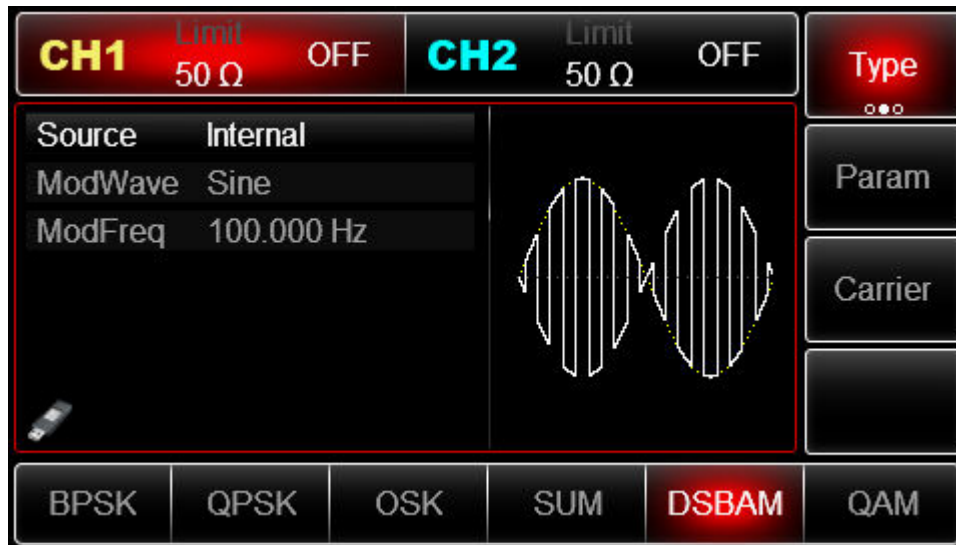 CH1 Limit 50 Ω OFF
CH2 Limit 50 Ω OFF
Type
Source Internal
ModWave Sine
ModFreq 100.000 Hz
Param
Carrier
BPSK QPSK OSK SUM DSBAM QAM